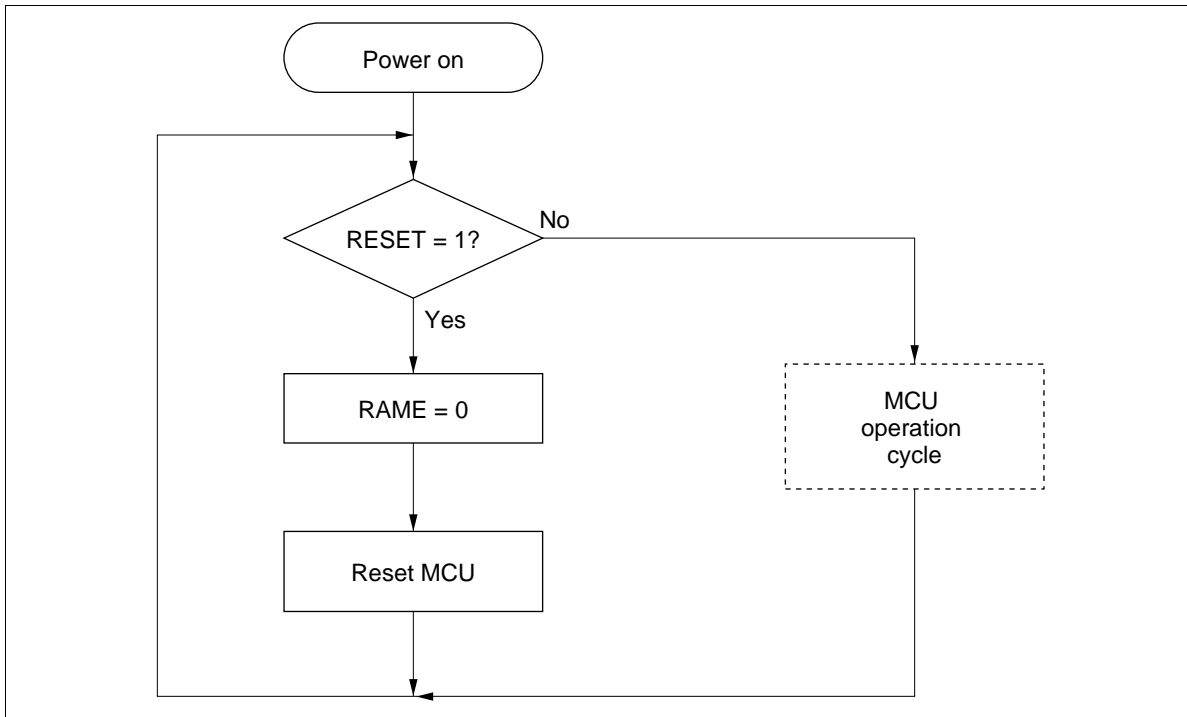 Power on
RESET = 1?
No
Yes
RAME = 0
MCU
operation
cycle
Reset MCU